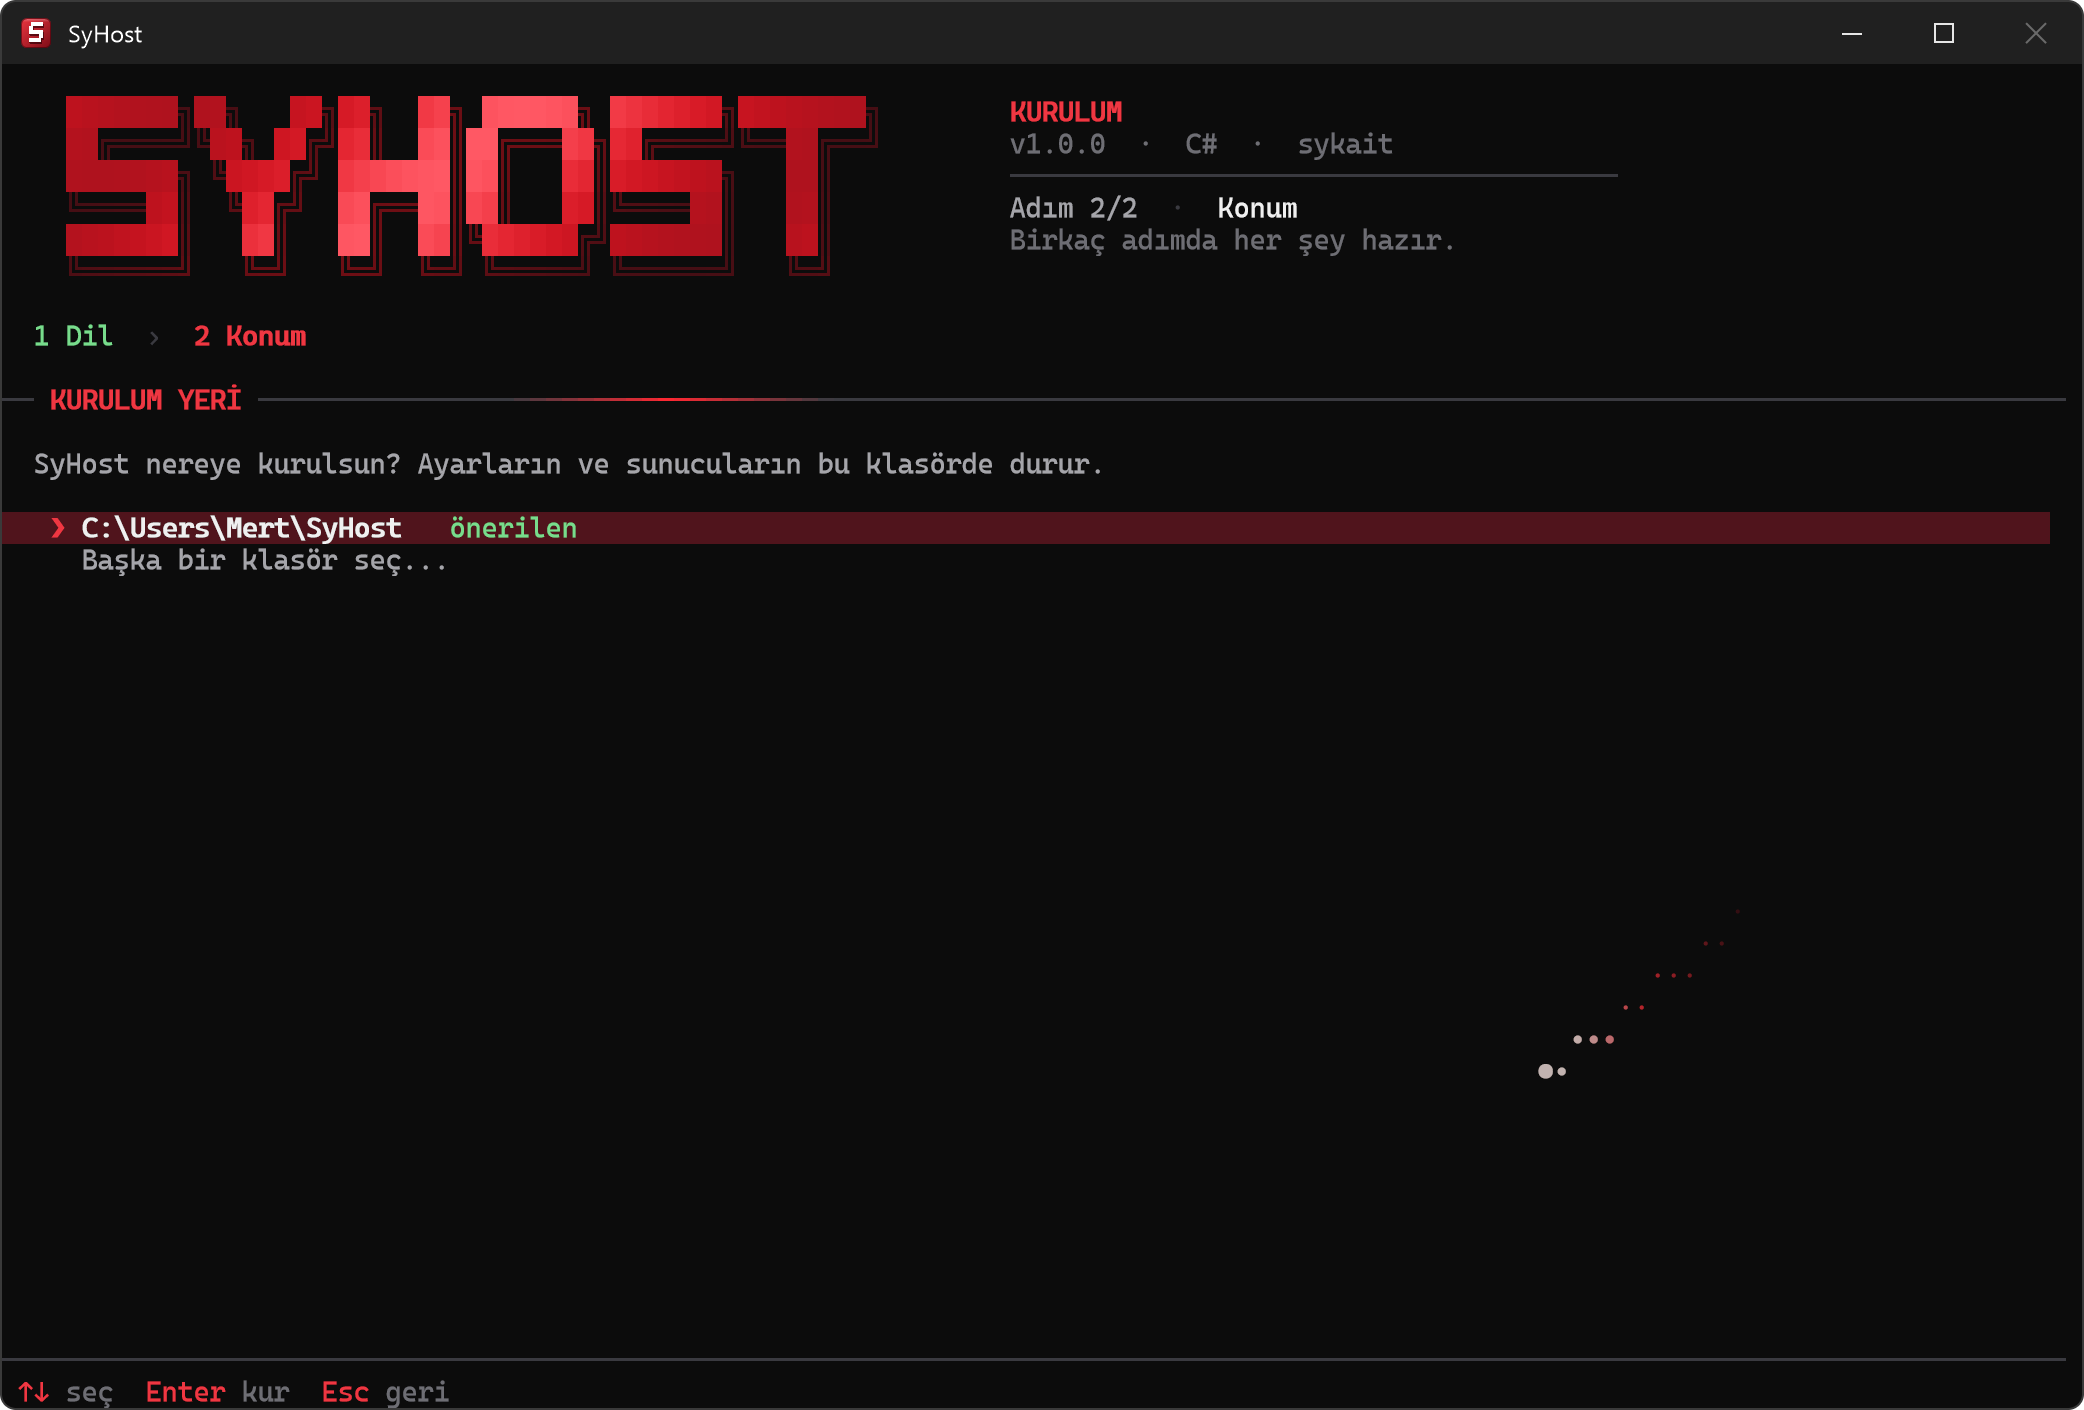 SyHost
SYHOST
KURULUM
v1.0.0 · C# · sykait
Adım 2/2 · Konum
Birkaç adımda her şey hazır.
1 Dil › 2 Konum
KURULUM YERİ
SyHost nereye kurulsun? Ayarların ve sunucuların bu klasörde durur.
❯ C:\Users\Mert\SyHost önerilen
Başka bir klasör seç...
↑↓ seç Enter kur Esc geri